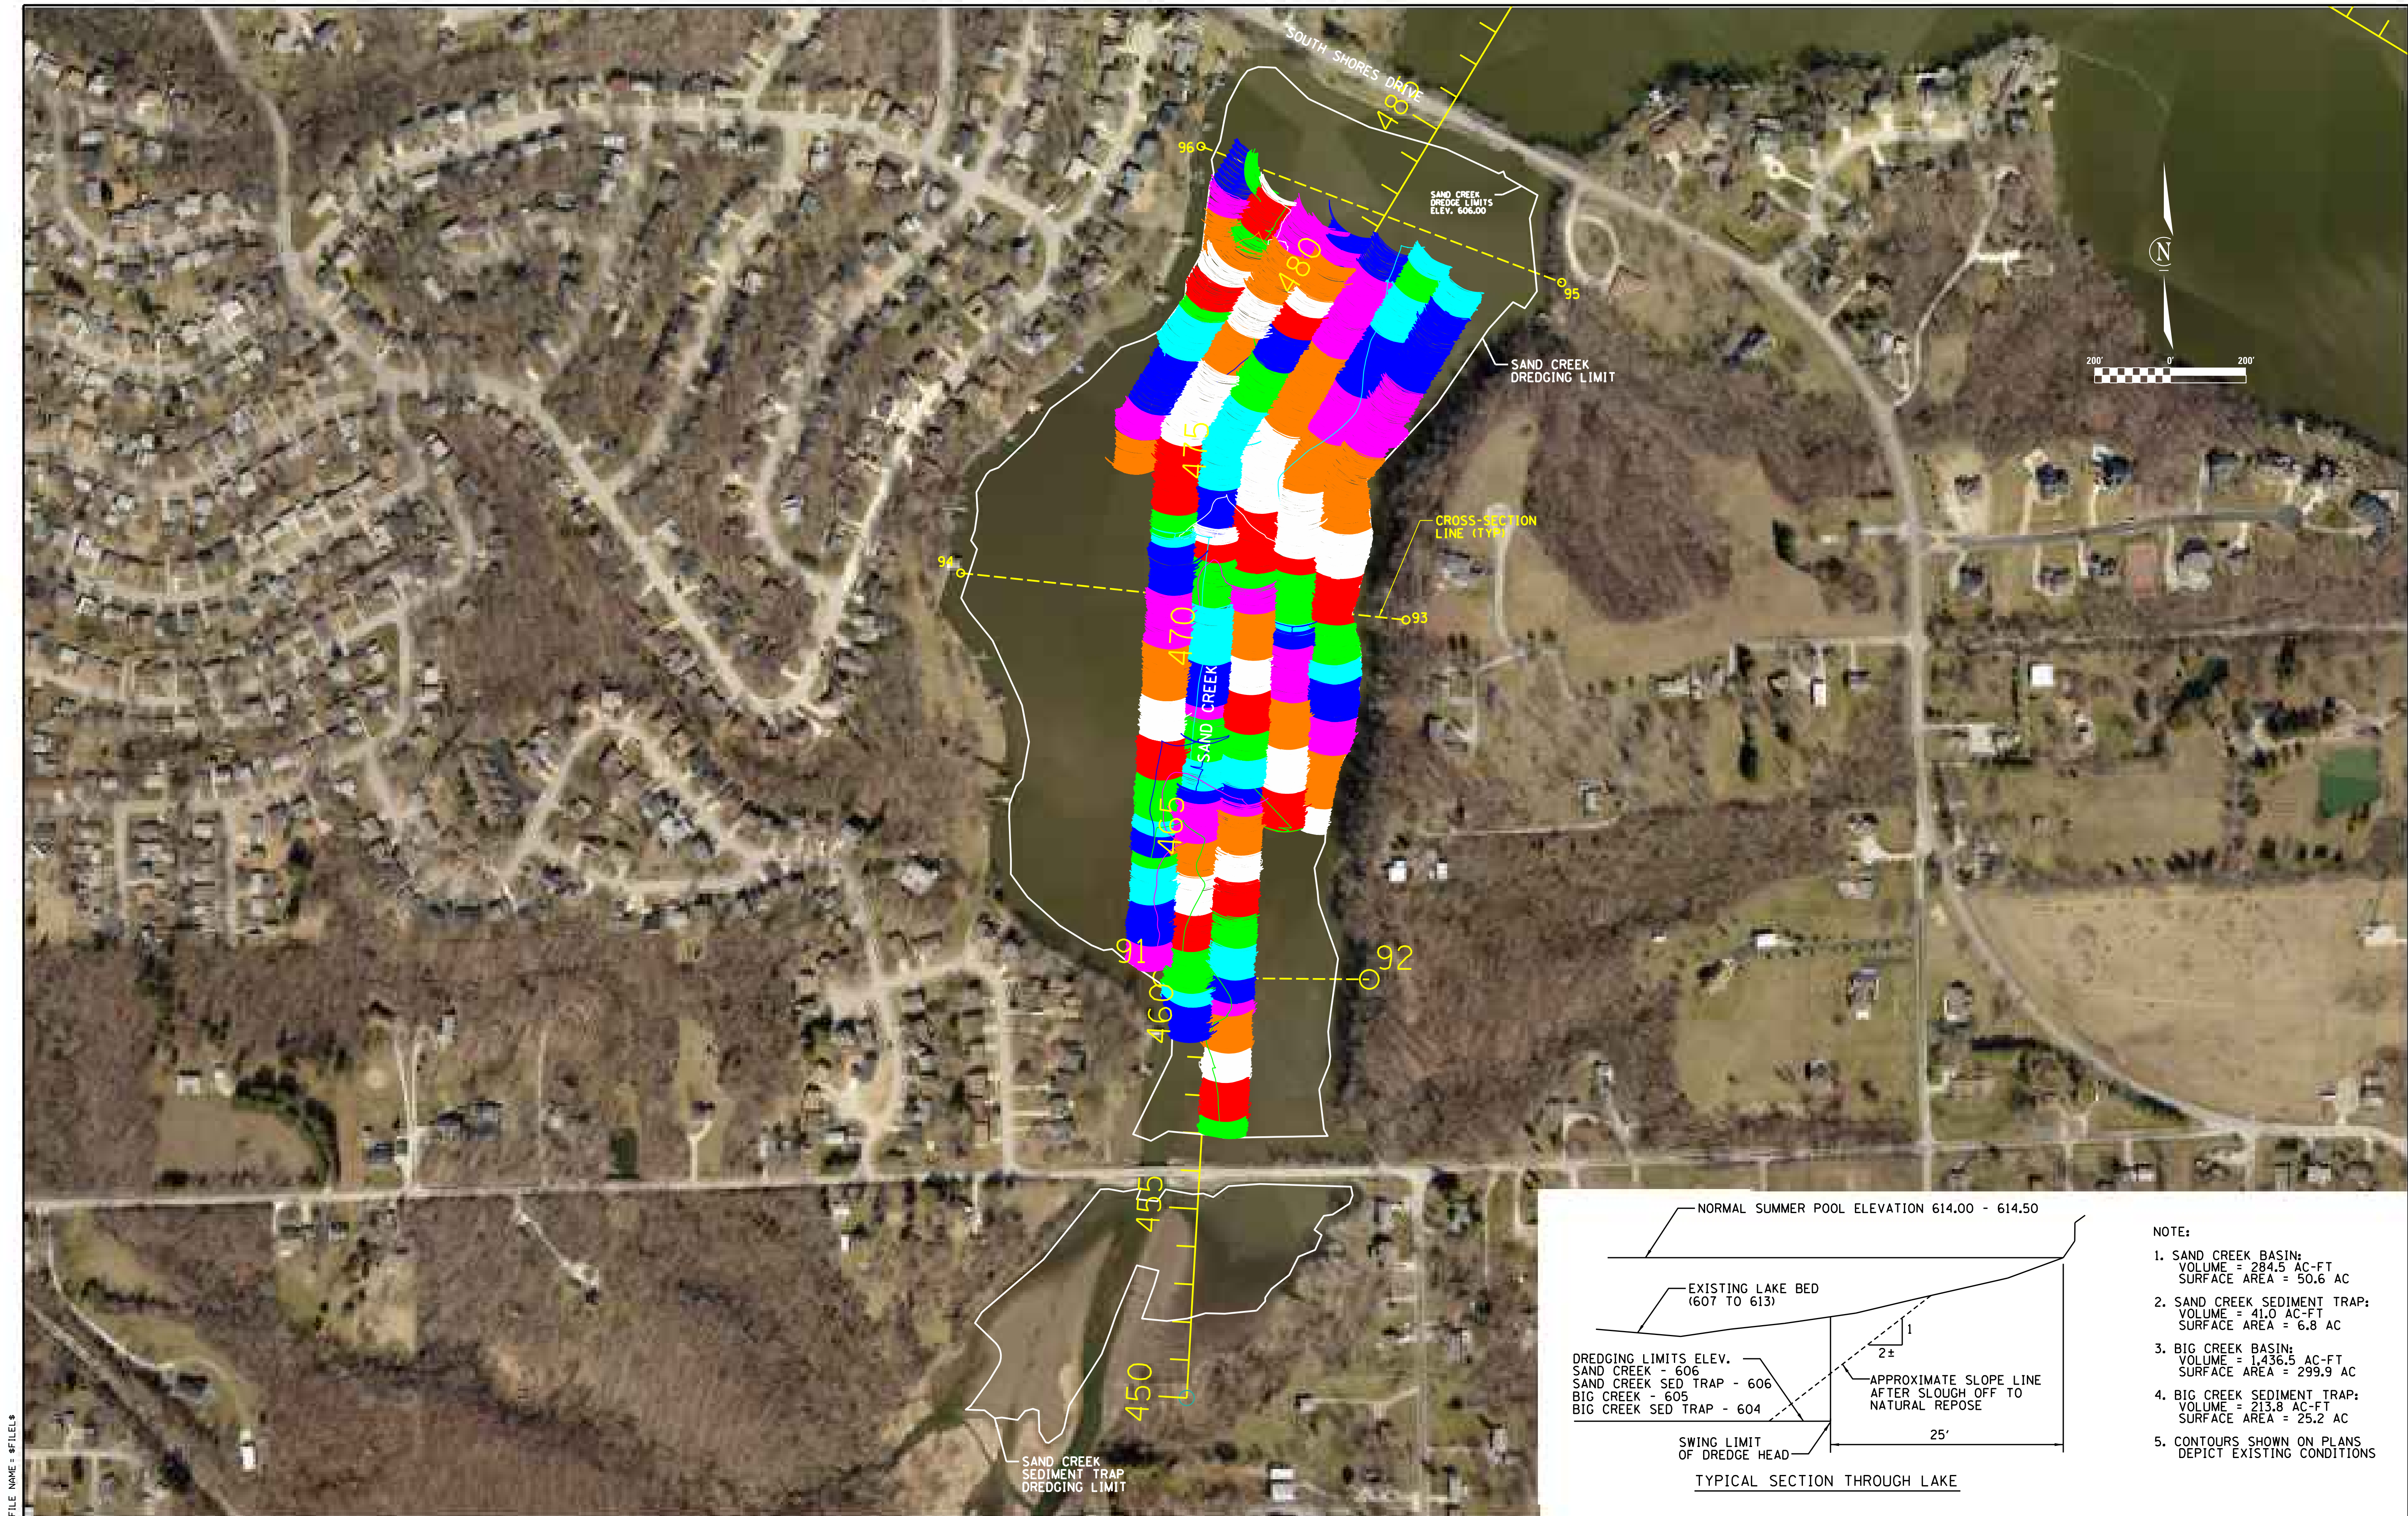 SOUTH SHORES DRIVE
48
96
SAND CREEK
DREDGE LIMITS
ELEV. 606.00
480
95
N
200' 0' 200'
SAND CREEK
DREDGING LIMIT
475
CROSS-SECTION
LINE (TYP)
94
93
470
SAND CREEK
465
91
92
460
455
450
SAND CREEK
SEDIMENT TRAP
DREDGING LIMIT
NORMAL SUMMER POOL ELEVATION 614.00 - 614.50
EXISTING LAKE BED
(607 TO 613)
1
2±
DREDGING LIMITS ELEV.
SAND CREEK - 606
SAND CREEK SED TRAP - 606
BIG CREEK - 605
BIG CREEK SED TRAP - 604
APPROXIMATE SLOPE LINE
AFTER SLOUGH OFF TO
NATURAL REPOSE
SWING LIMIT
OF DREDGE HEAD
25'
TYPICAL SECTION THROUGH LAKE
NOTE:
1. SAND CREEK BASIN:
VOLUME = 284.5 AC-FT
SURFACE AREA = 50.6 AC
2. SAND CREEK SEDIMENT TRAP:
VOLUME = 41.0 AC-FT
SURFACE AREA = 6.8 AC
3. BIG CREEK BASIN:
VOLUME = 1,436.5 AC-FT
SURFACE AREA = 299.9 AC
4. BIG CREEK SEDIMENT TRAP:
VOLUME = 213.8 AC-FT
SURFACE AREA = 25.2 AC
5. CONTOURS SHOWN ON PLANS
DEPICT EXISTING CONDITIONS
FILE NAME = $FILEL$